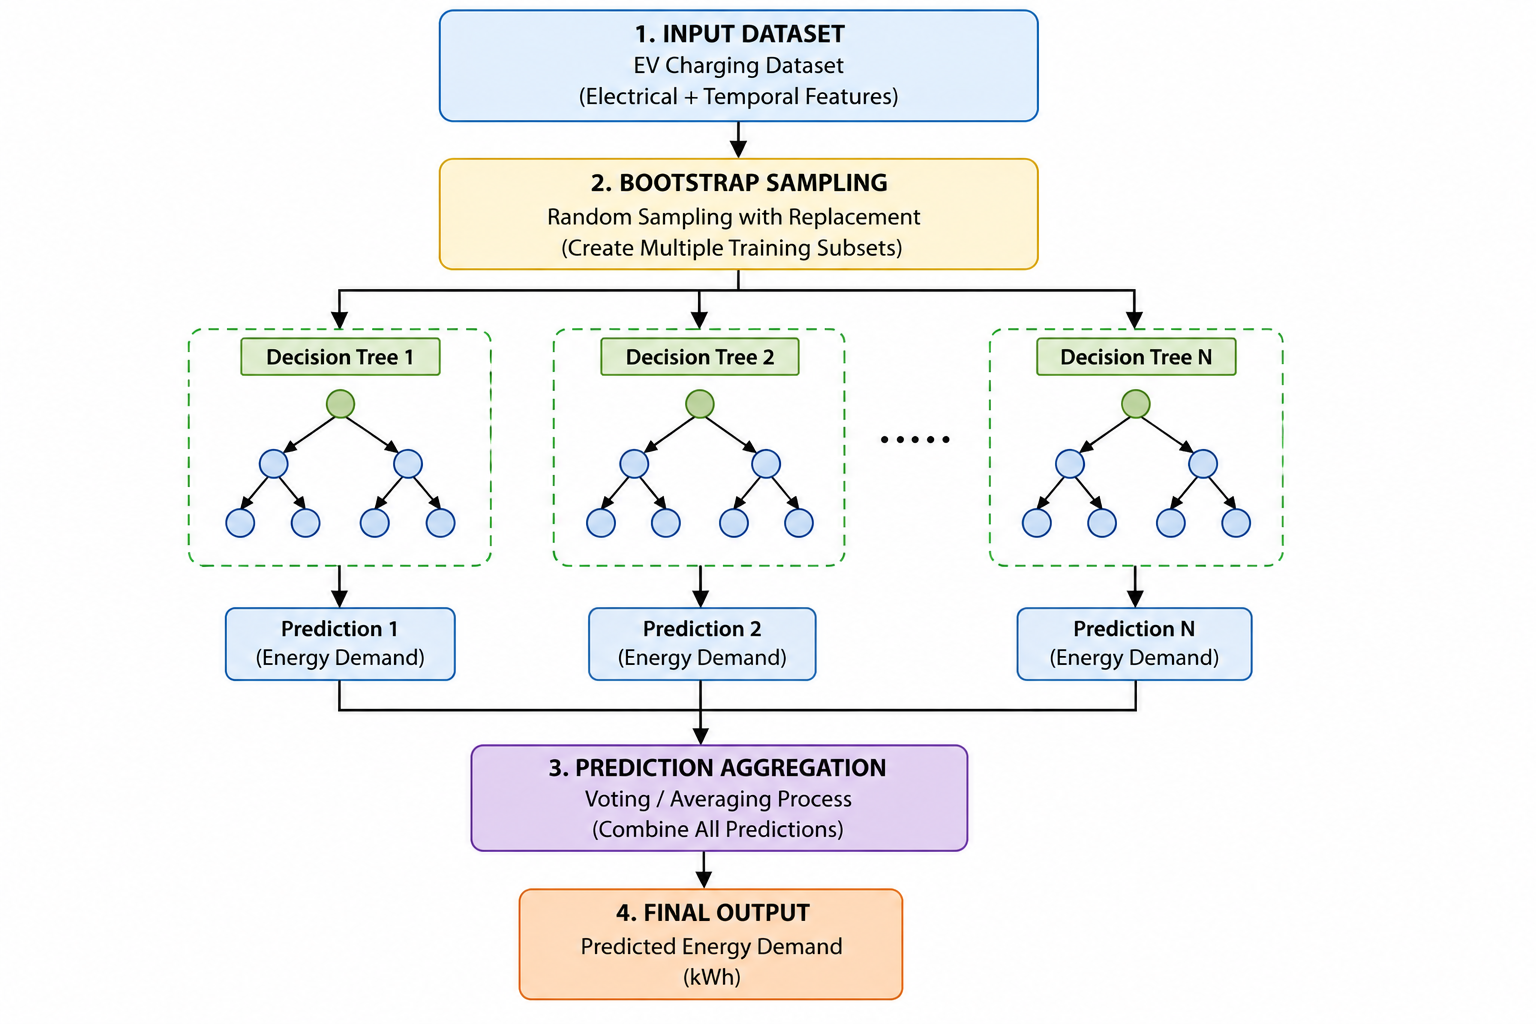 1. INPUT DATASET
EV Charging Dataset
(Electrical + Temporal Features)
2. BOOTSTRAP SAMPLING
Random Sampling with Replacement
(Create Multiple Training Subsets)
Decision Tree 1
Decision Tree 2
Decision Tree N
.....
Prediction 1
(Energy Demand)
Prediction 2
(Energy Demand)
Prediction N
(Energy Demand)
3. PREDICTION AGGREGATION
Voting / Averaging Process
(Combine All Predictions)
4. FINAL OUTPUT
Predicted Energy Demand
(kWh)